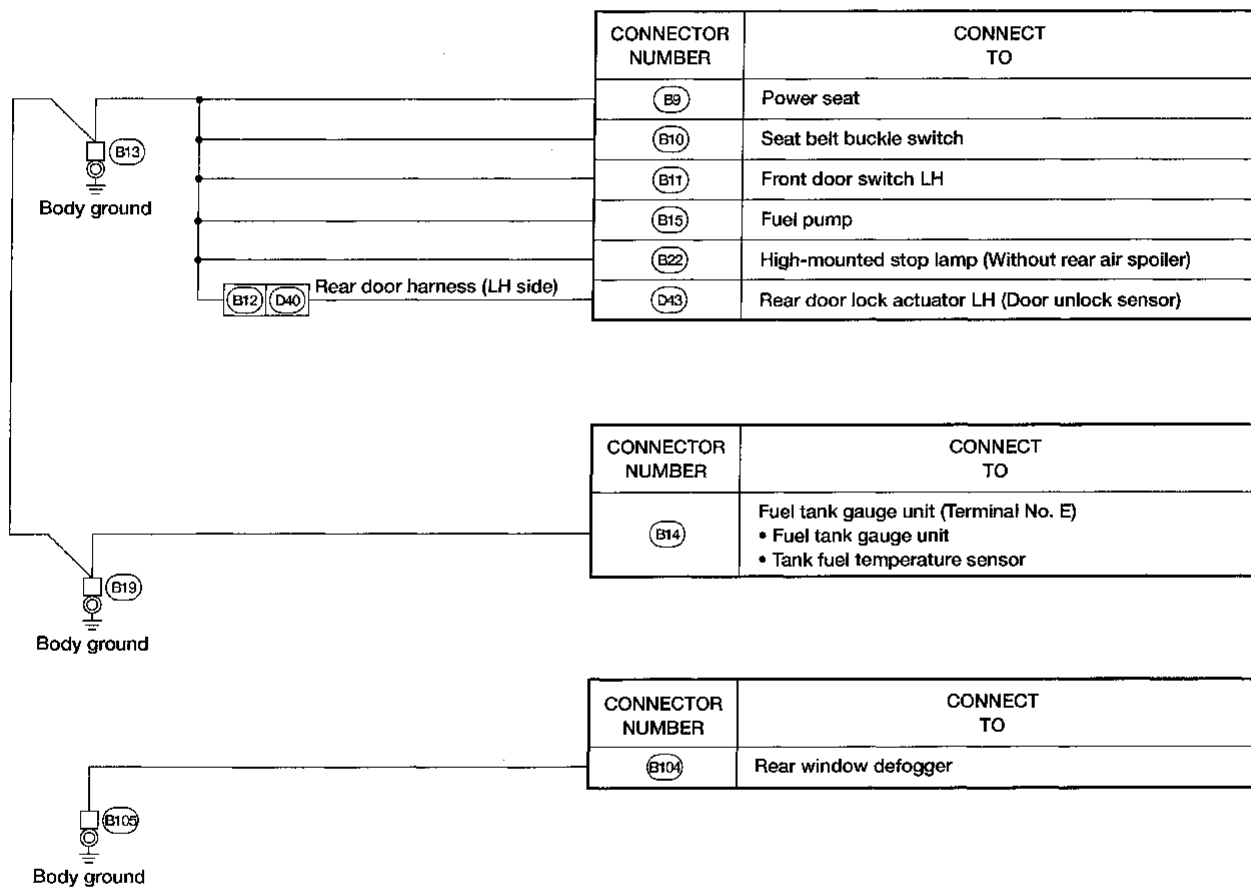 CONNECTOR NUMBER CONNECT TO
B9 Power seat
B10 Seat belt buckle switch
B11 Front door switch LH
B15 Fuel pump
B22 High-mounted stop lamp (Without rear air spoiler)
D43 Rear door lock actuator LH (Door unlock sensor)
B13
Body ground
B12 D40 Rear door harness (LH side)
CONNECTOR NUMBER CONNECT TO
B14 Fuel tank gauge unit (Terminal No. E)
• Fuel tank gauge unit
• Tank fuel temperature sensor
B19
Body ground
CONNECTOR NUMBER CONNECT TO
B104 Rear window defogger
B105
Body ground